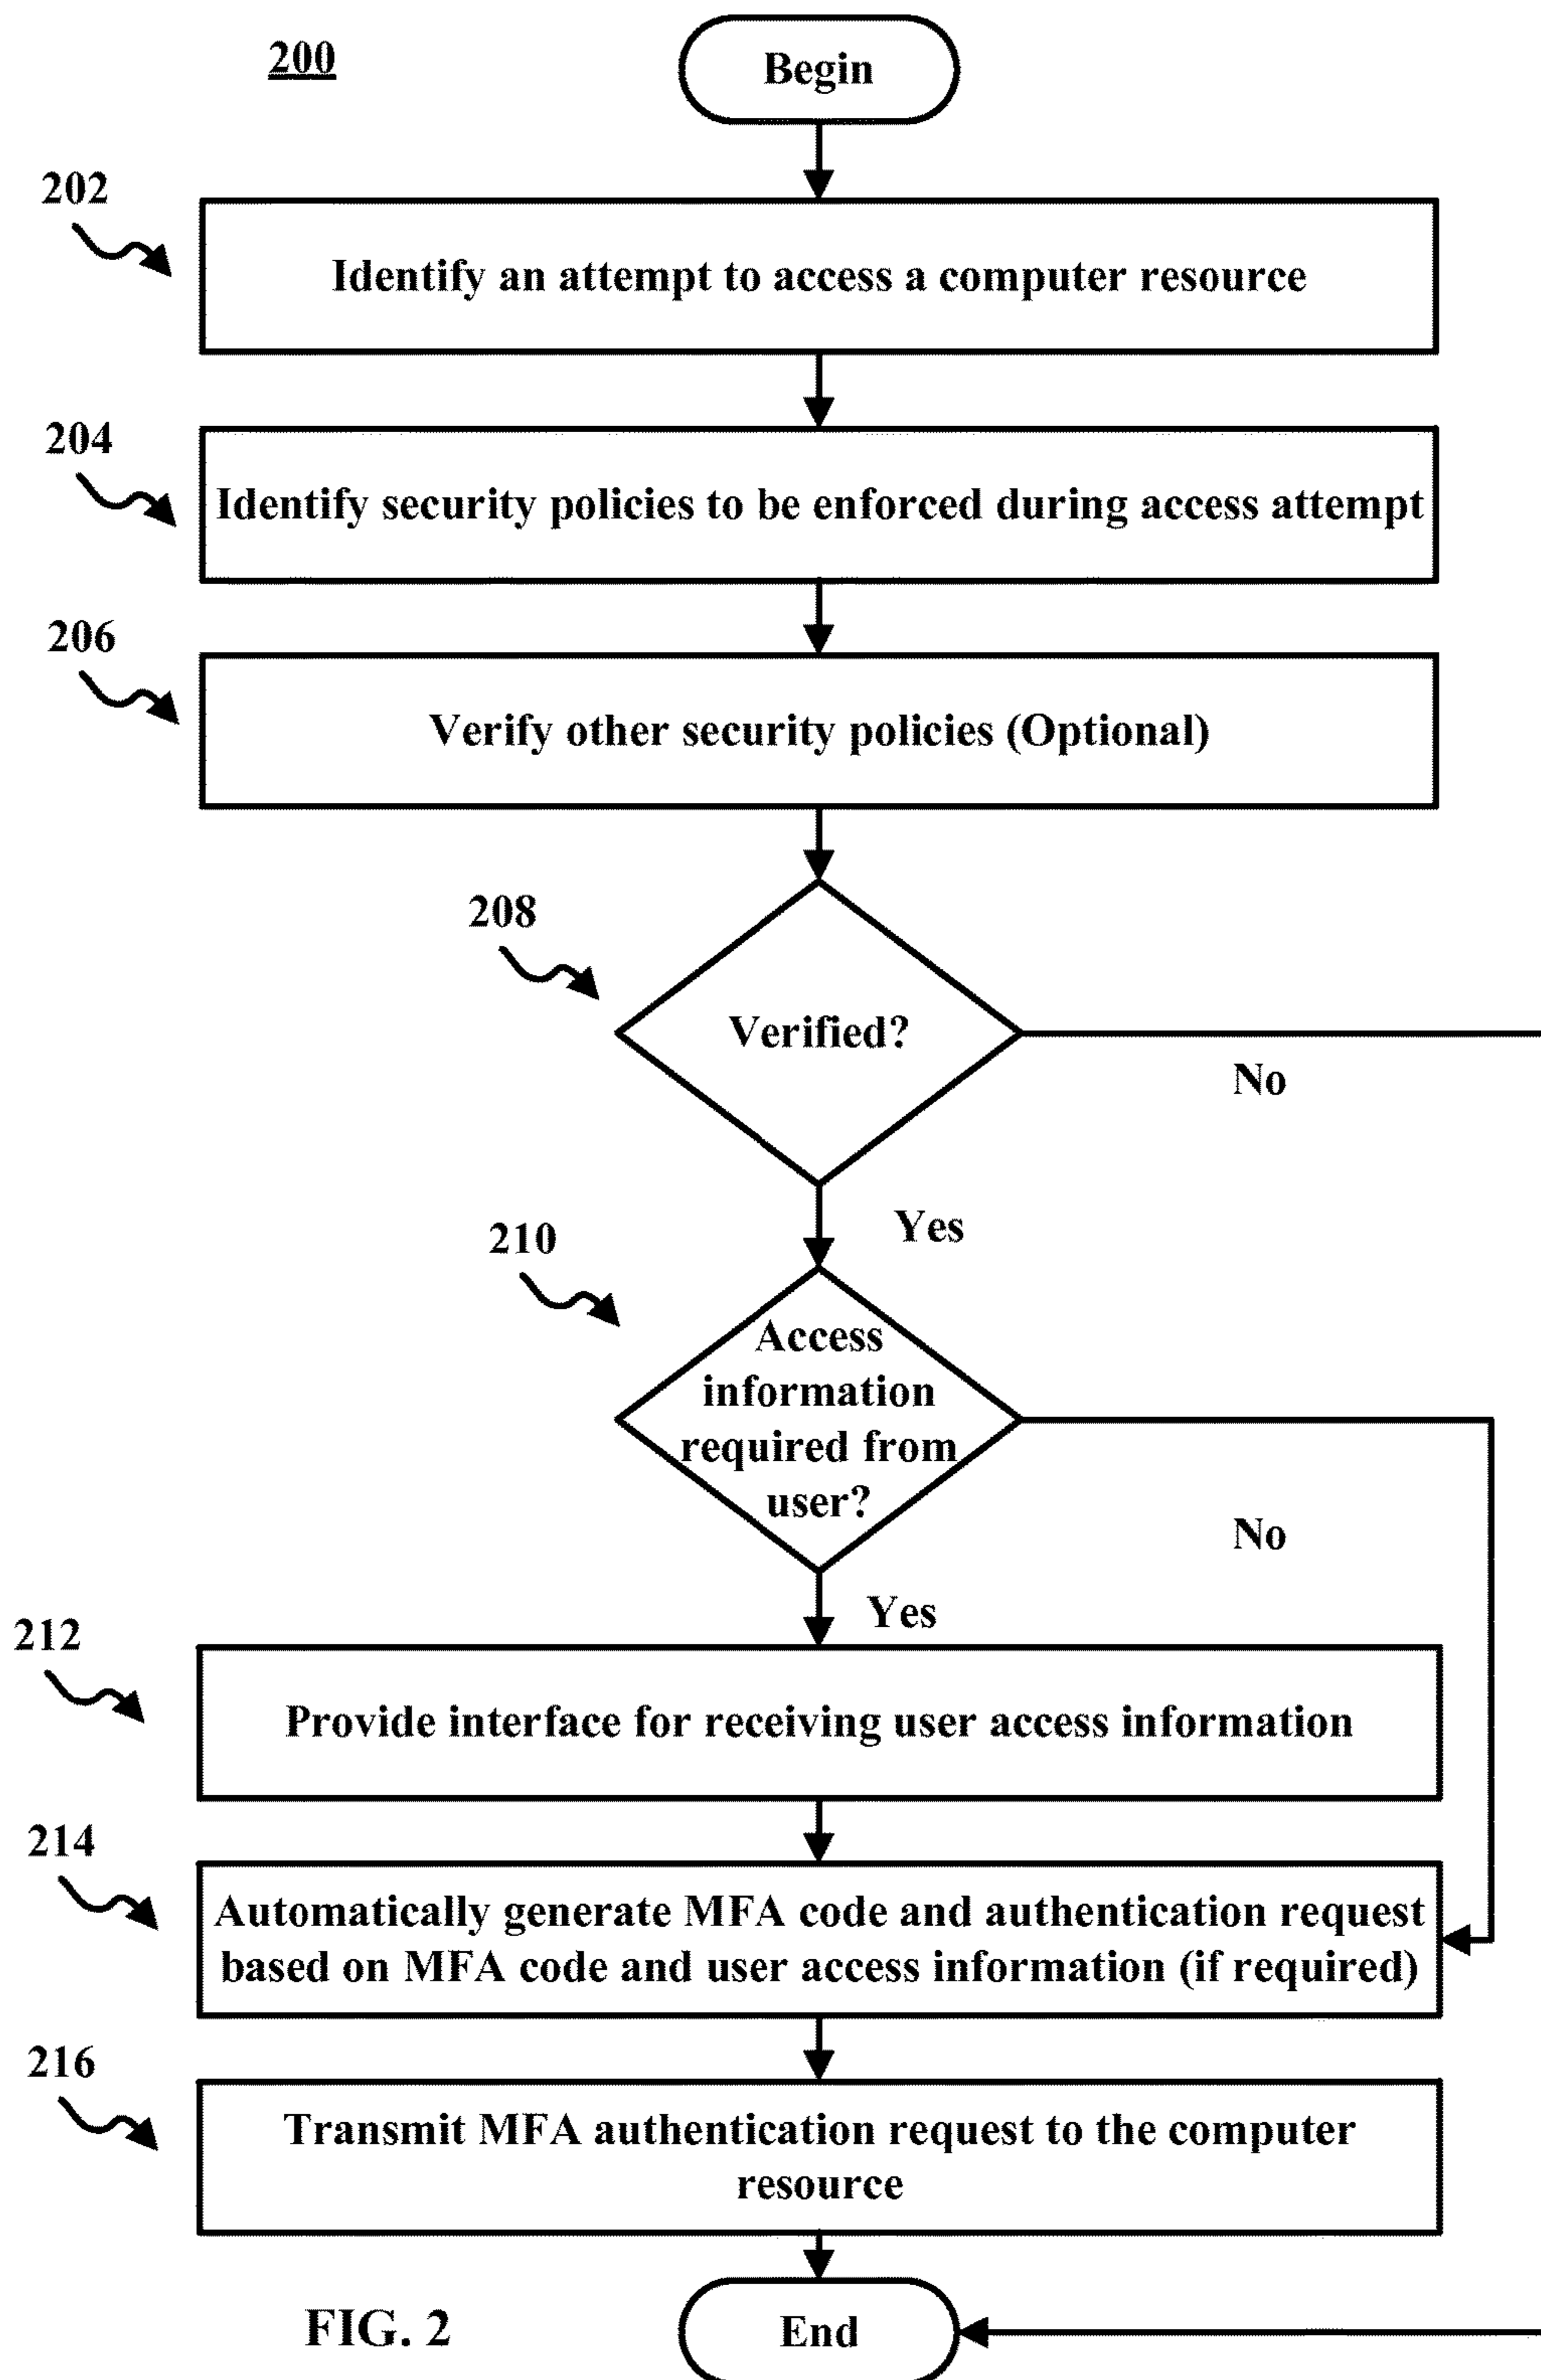 200
Begin
202
Identify an attempt to access a computer resource
204
Identify security policies to be enforced during access attempt
206
Verify other security policies (Optional)
208
Verified?
No
Yes
210
Access
information
required from
user?
No
Yes
212
Provide interface for receiving user access information
214
Automatically generate MFA code and authentication request
based on MFA code and user access information (if required)
216
Transmit MFA authentication request to the computer
resource
End
FIG. 2